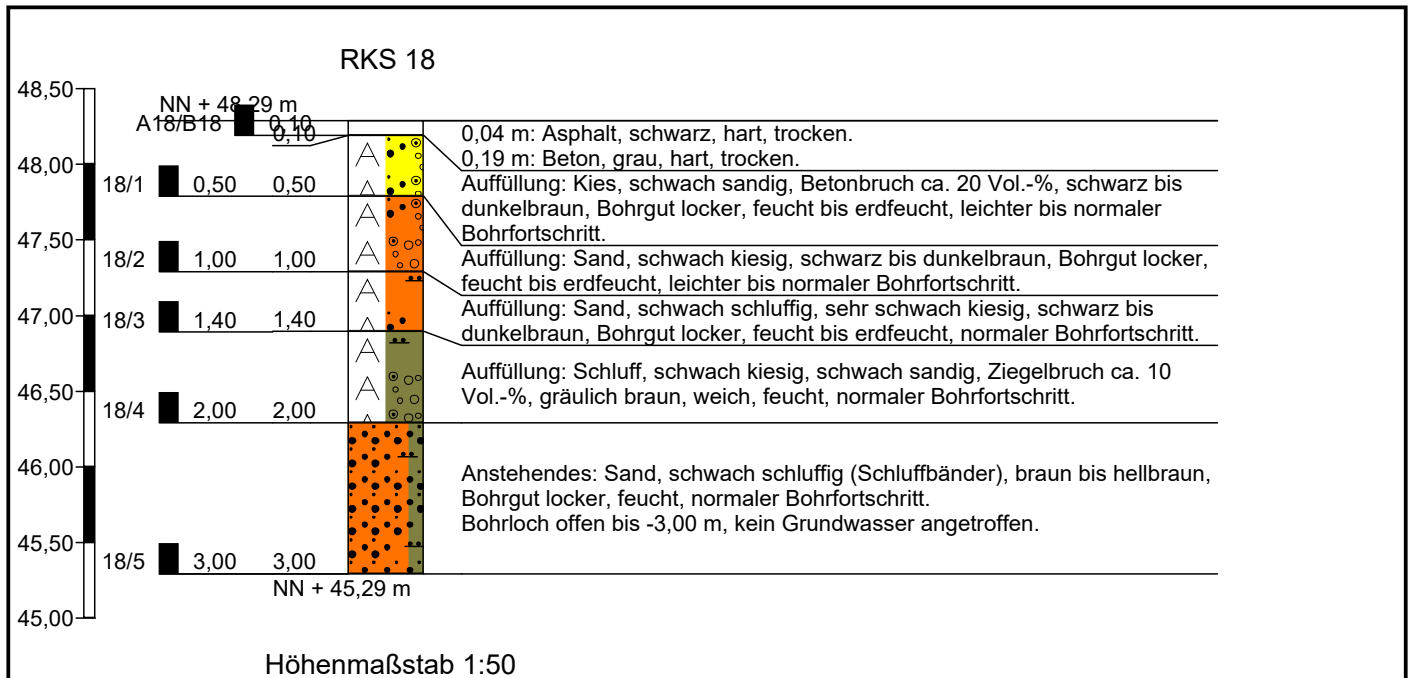 RKS 18
48,50
NN + 48,29 m
A18/B18 0,10
0,10
0,04 m: Asphalt, schwarz, hart, trocken.
0,19 m: Beton, grau, hart, trocken.
48,00
18/1 0,50 0,50
Auffüllung: Kies, schwach sandig, Betonbruch ca. 20 Vol.-%, schwarz bis
dunkelbraun, Bohrgut locker, feucht bis erdfeucht, leichter bis normaler
Bohrfortschritt.
47,50
18/2 1,00 1,00
Auffüllung: Sand, schwach kiesig, schwarz bis dunkelbraun, Bohrgut locker,
feucht bis erdfeucht, leichter bis normaler Bohrfortschritt.
47,00
18/3 1,40 1,40
Auffüllung: Sand, schwach schluffig, sehr schwach kiesig, schwarz bis
dunkelbraun, Bohrgut locker, feucht bis erdfeucht, normaler Bohrfortschritt.
46,50
Auffüllung: Schluff, schwach kiesig, schwach sandig, Ziegelbruch ca. 10
Vol.-%, gräulich braun, weich, feucht, normaler Bohrfortschritt.
18/4 2,00 2,00
46,00
Anstehendes: Sand, schwach schluffig (Schluffbänder), braun bis hellbraun,
Bohrgut locker, feucht, normaler Bohrfortschritt.
Bohrloch offen bis -3,00 m, kein Grundwasser angetroffen.
45,50
18/5 3,00 3,00
NN + 45,29 m
45,00
A
A
A
A
A
A
A
A
A
A
Höhenmaßstab 1:50